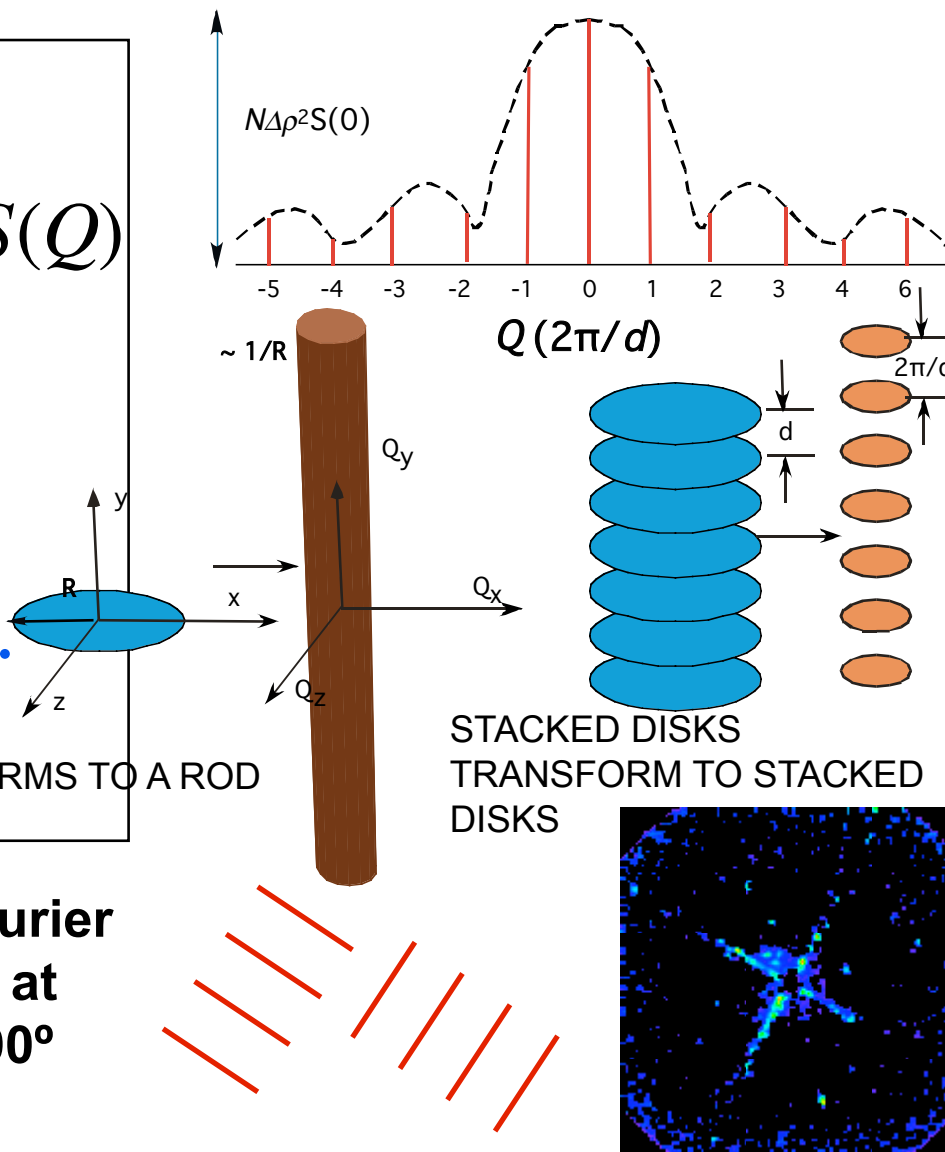 NΔρ²S(0)
S(Q)
-5 -4 -3 -2 -1 0 1 2 3 4 6
Q (2π/d)
~ 1/R
2π/d
d
Qy
y
R
x
Qx
z
Qz
STACKED DISKS
TRANSFORM TO STACKED
DISKS
RMS TO A ROD
urier
at
00º